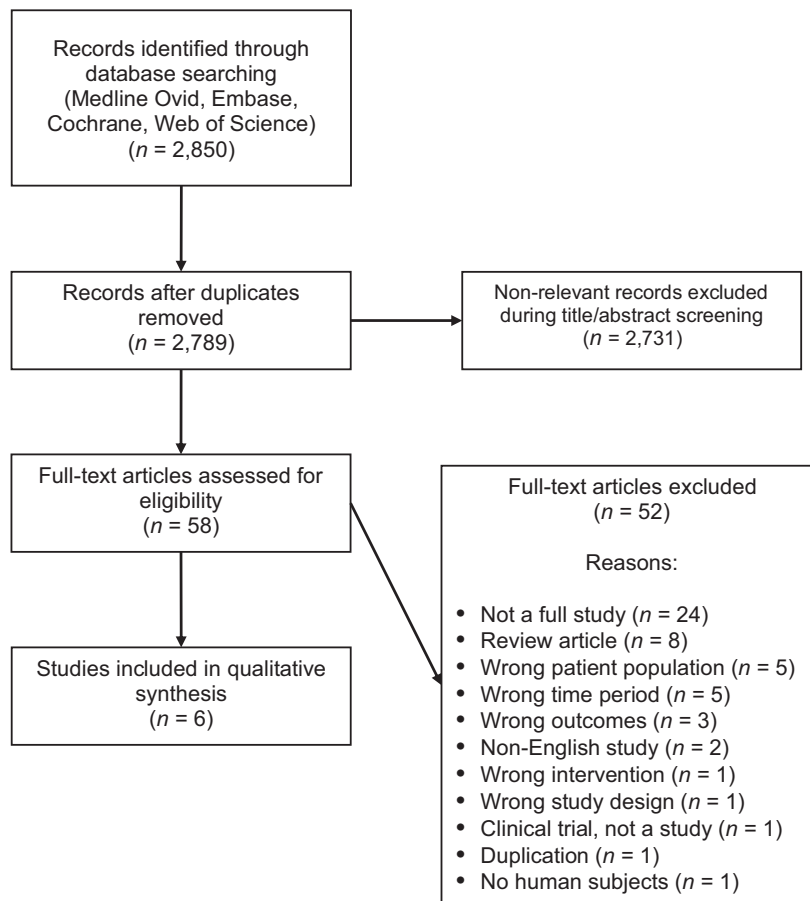 Records identified through
database searching
(Medline Ovid, Embase,
Cochrane, Web of Science)
(n = 2,850)
Records after duplicates
removed
(n = 2,789)
Non-relevant records excluded
during title/abstract screening
(n = 2,731)
Full-text articles assessed for
eligibility
(n = 58)
Full-text articles excluded
(n = 52)
Reasons:
• Not a full study (n = 24)
• Review article (n = 8)
• Wrong patient population (n = 5)
• Wrong time period (n = 5)
• Wrong outcomes (n = 3)
• Non-English study (n = 2)
• Wrong intervention (n = 1)
• Wrong study design (n = 1)
• Clinical trial, not a study (n = 1)
• Duplication (n = 1)
• No human subjects (n = 1)
Studies included in qualitative
synthesis
(n = 6)